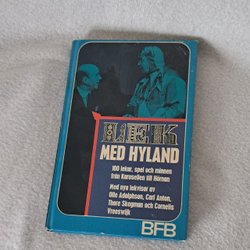 LEK
MED HYLAND
100 lekar, spel och minnen
från Karusellen till Hörnan
Med nya lekvisor av
Olle Adolphson, Carl Anton,
Thore Skogman och Cornelis
Vreeswijk
BFB